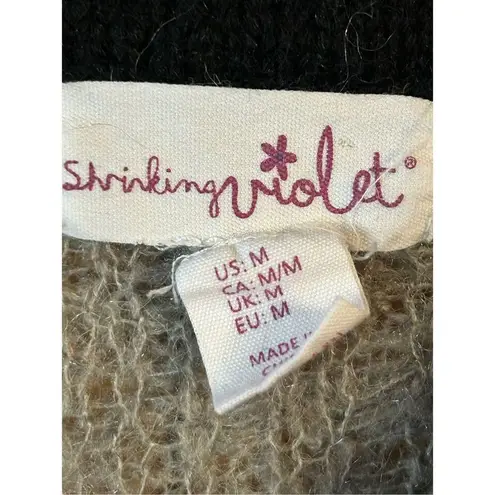 Shrinking violet®
US: M
CA: M/M
UK: M
EU: M
MADE